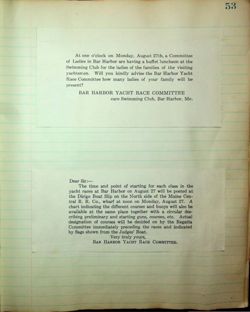 53
At one o'clock on Monday, August 27th, a Committee
of Ladies in Bar Harbor are having a buffet luncheon at the
Swimming Club for the ladies of the families of the visiting
yachtsmen. Will you kindly advise the Bar Harbor Yacht
Race Committee how many ladies of your family will be
present?
BAR HARBOR YACHT RACE COMMITTEE
care Swimming Club, Bar Harbor, Me.
Dear Sir:—
The time and point of starting for each class in the
yacht races at Bar Harbor on August 27 will be posted at
the Dirigo Boat Slip on the North side of the Maine Cen-
tral R. R. Co., wharf at noon on Monday, August 27. A
chart indicating the different courses and buoys will also be
available at the same place together with a circular des-
cribing preliminary and starting guns, courses, etc. Actual
designation of courses will be decided on by the Regatta
Committee immediately preceding the races and indicated
by flags shown from the Judges' Boat.
Very truly yours,
BAR HARBOR YACHT RACE COMMITTEE.